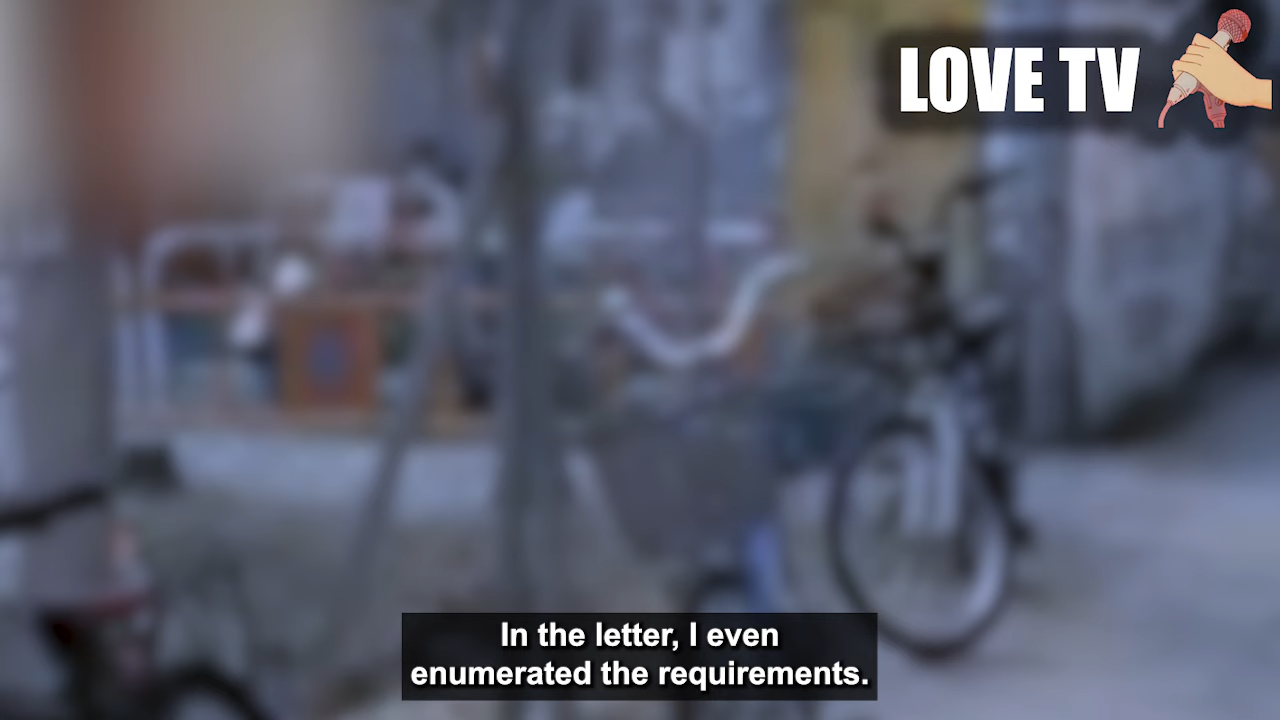 LOVE TV
In the letter, I even
enumerated the requirements.